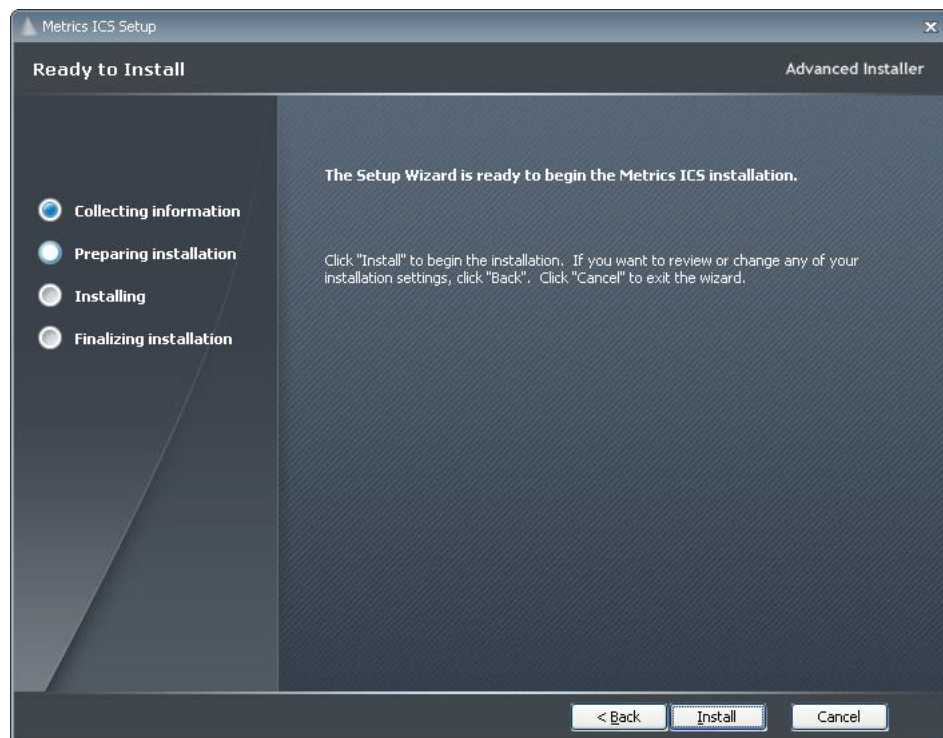 Metrics ICS Setup
Ready to Install
Advanced Installer
Collecting information
Preparing installation
Installing
Finalizing installation
The Setup Wizard is ready to begin the Metrics ICS installation.
Click "Install" to begin the installation. If you want to review or change any of your
installation settings, click "Back". Click "Cancel" to exit the wizard.
< Back
Install
Cancel